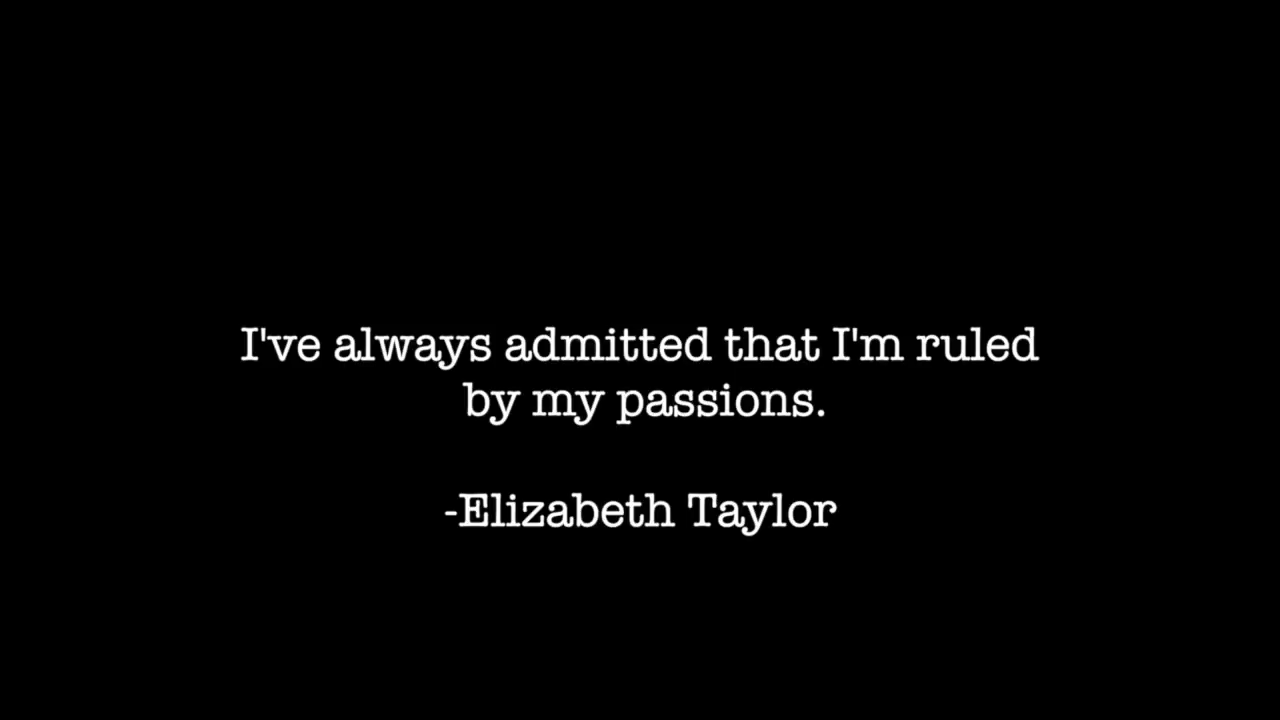 I've always admitted that I'm ruled
by my passions.
-Elizabeth Taylor